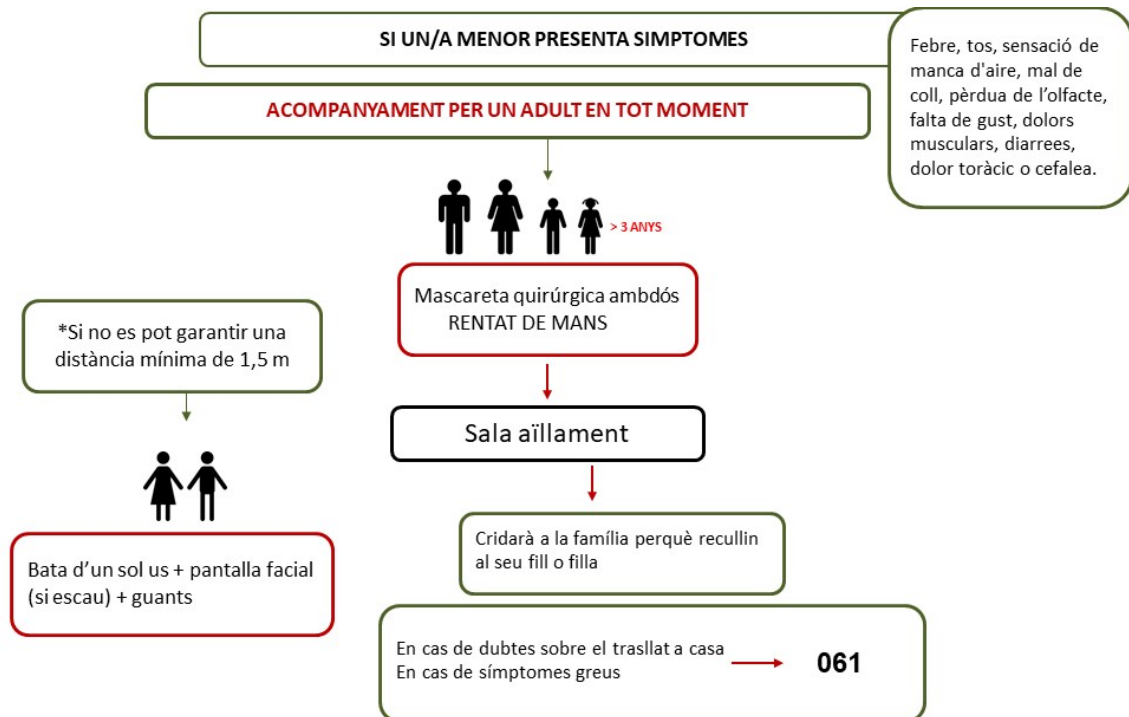 SI UN/A MENOR PRESENTA SIMPTOMES
Febre, tos, sensació de
manca d'aire, mal de
coll, pèrdua de l’olfacte,
falta de gust, dolors
musculars, diarrees,
dolor toràcic o cefalea.
ACOMPANYAMENT PER UN ADULT EN TOT MOMENT
> 3 ANYS
Mascareta quirúrgica ambdós
RENTAT DE MANS
*Si no es pot garantir una
distància mínima de 1,5 m
Sala aïllament
Bata d’un sol us + pantalla facial
(si escau) + guants
Cridarà a la família perquè recullin
al seu fill o filla
En cas de dubtes sobre el trasllat a casa
En cas de símptomes greus
061